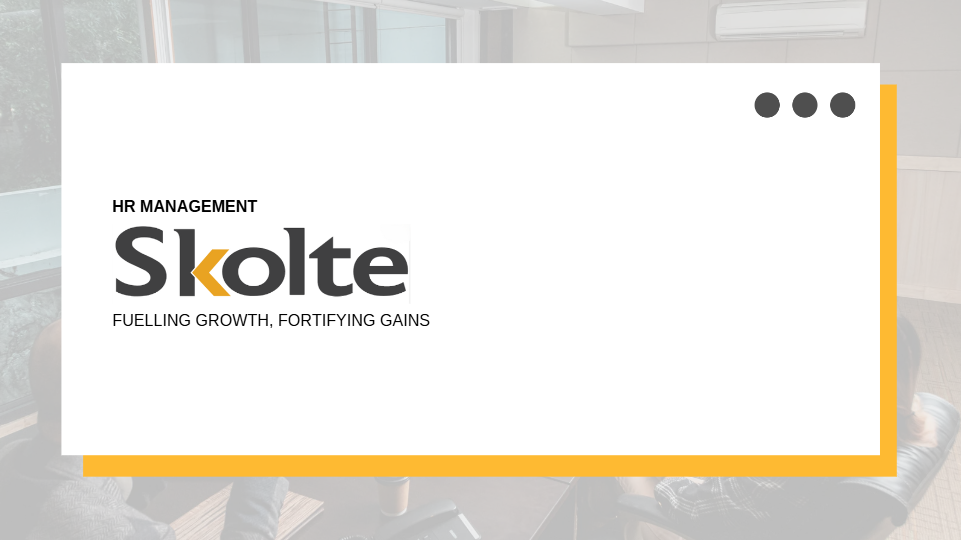 HR MANAGEMENT
Skolte
FUELLING GROWTH, FORTIFYING GAINS